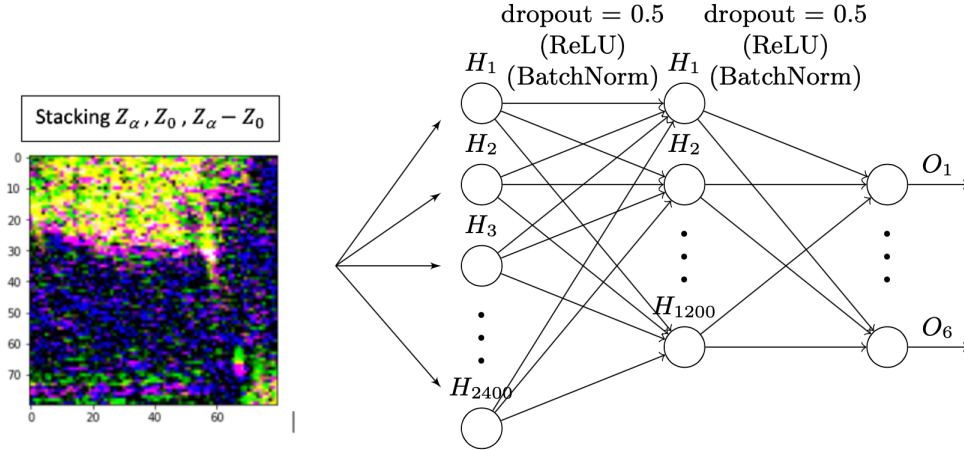 Stacking Z_α , Z_0 , Z_α − Z_0
0
10
20
30
40
50
60
70
0
20
40
60
dropout = 0.5
(ReLU)
(BatchNorm)
dropout = 0.5
(ReLU)
(BatchNorm)
H_1
H_2
H_3
H_2400
H_1
H_2
H_1200
O_1
O_6